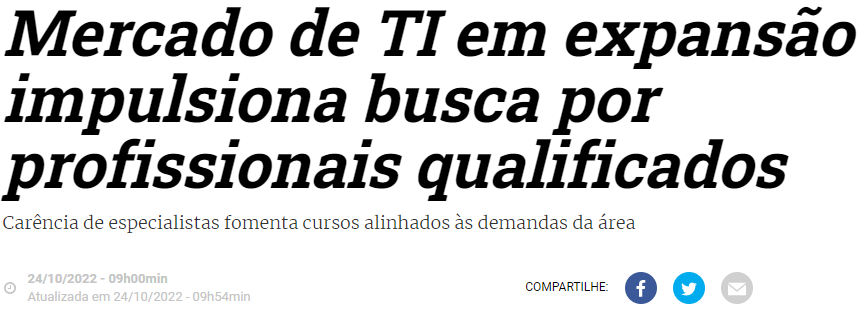 Mercado de TI em expansão
impulsiona busca por
profissionais qualificados
Carência de especialistas fomenta cursos alinhados às demandas da área
24/10/2022 - 09h00min
Atualizada em 24/10/2022 - 09h54min
COMPARTILHE: